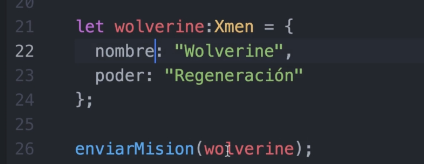 20
21 let wolverine:Xmen = {
22 nombre: "Wolverine",
23 poder: "Regeneración"
24 };
25
26 enviarMision(wolverine);